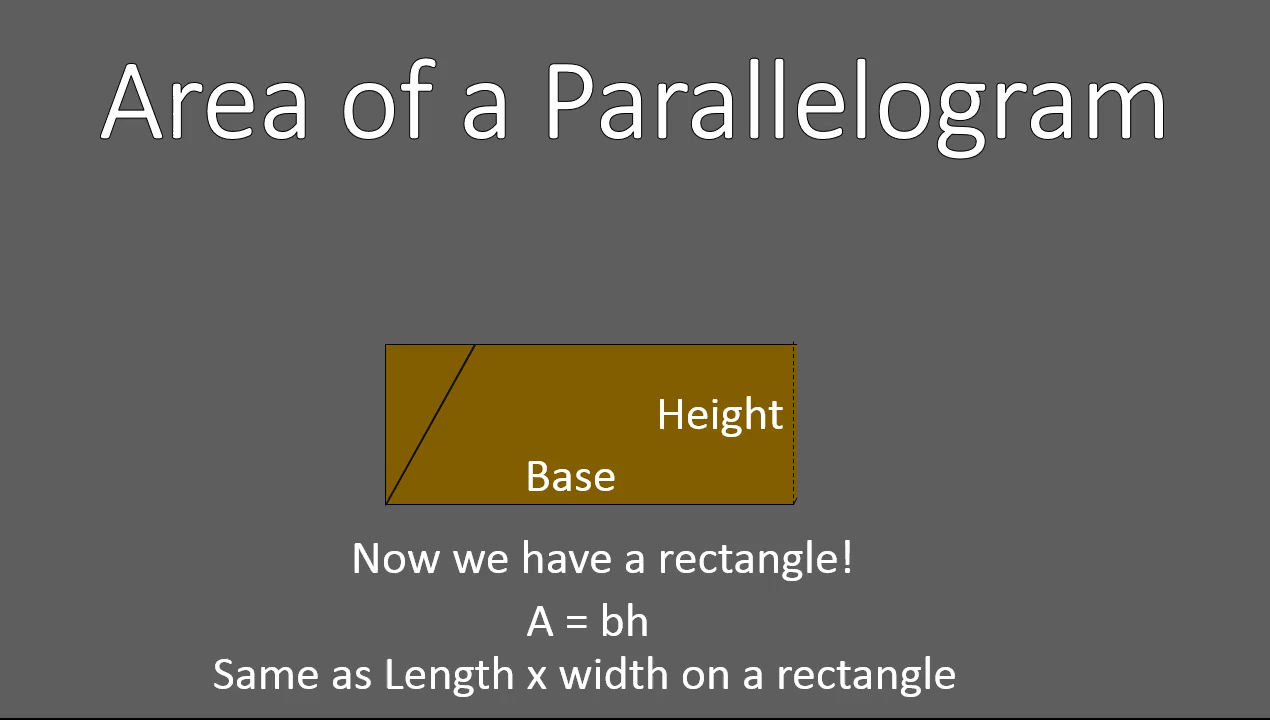 Area of a Parallelogram
Height
Base
Now we have a rectangle!
A = bh
Same as Length x width on a rectangle